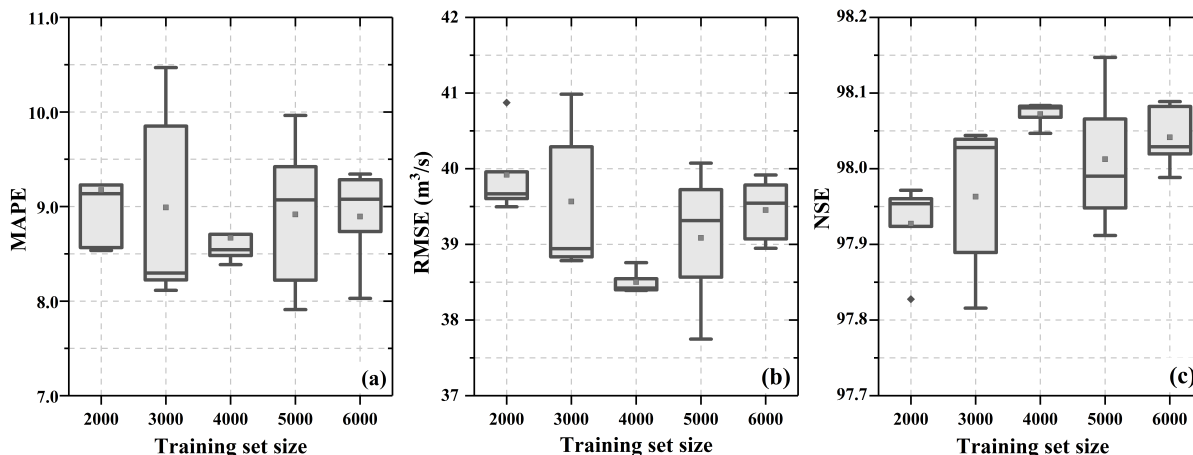 11.0
10.0
9.0
8.0
7.0
MAPE
2000 3000 4000 5000 6000
Training set size
(a)
42
41
40
39
38
37
RMSE (m³/s)
2000 3000 4000 5000 6000
Training set size
(b)
98.2
98.1
98.0
97.9
97.8
97.7
NSE
2000 3000 4000 5000 6000
Training set size
(c)